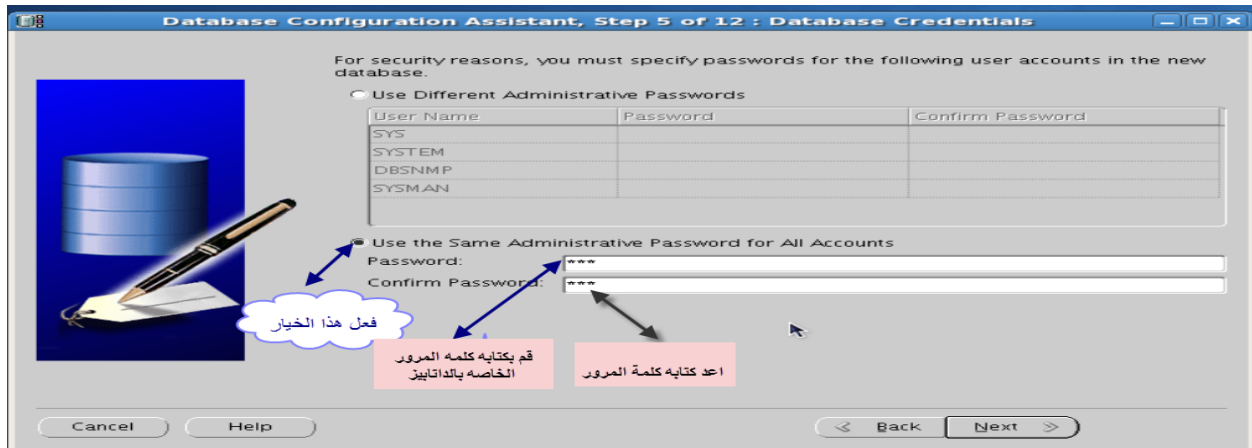 Database Configuration Assistant, Step 5 of 12 : Database Credentials
For security reasons, you must specify passwords for the following user accounts in the new
database.
Use Different Administrative Passwords
User Name Password Confirm Password
SYS
SYSTEM
DBSNMP
SYSMAN
Use the Same Administrative Password for All Accounts
Password: ***
Confirm Password: ***
فعل هذا الخيار
قم بكتابه كلمه المرور
الخاصه بالداتابيز
اعد كتابه كلمة المرور
Cancel Help Back Next